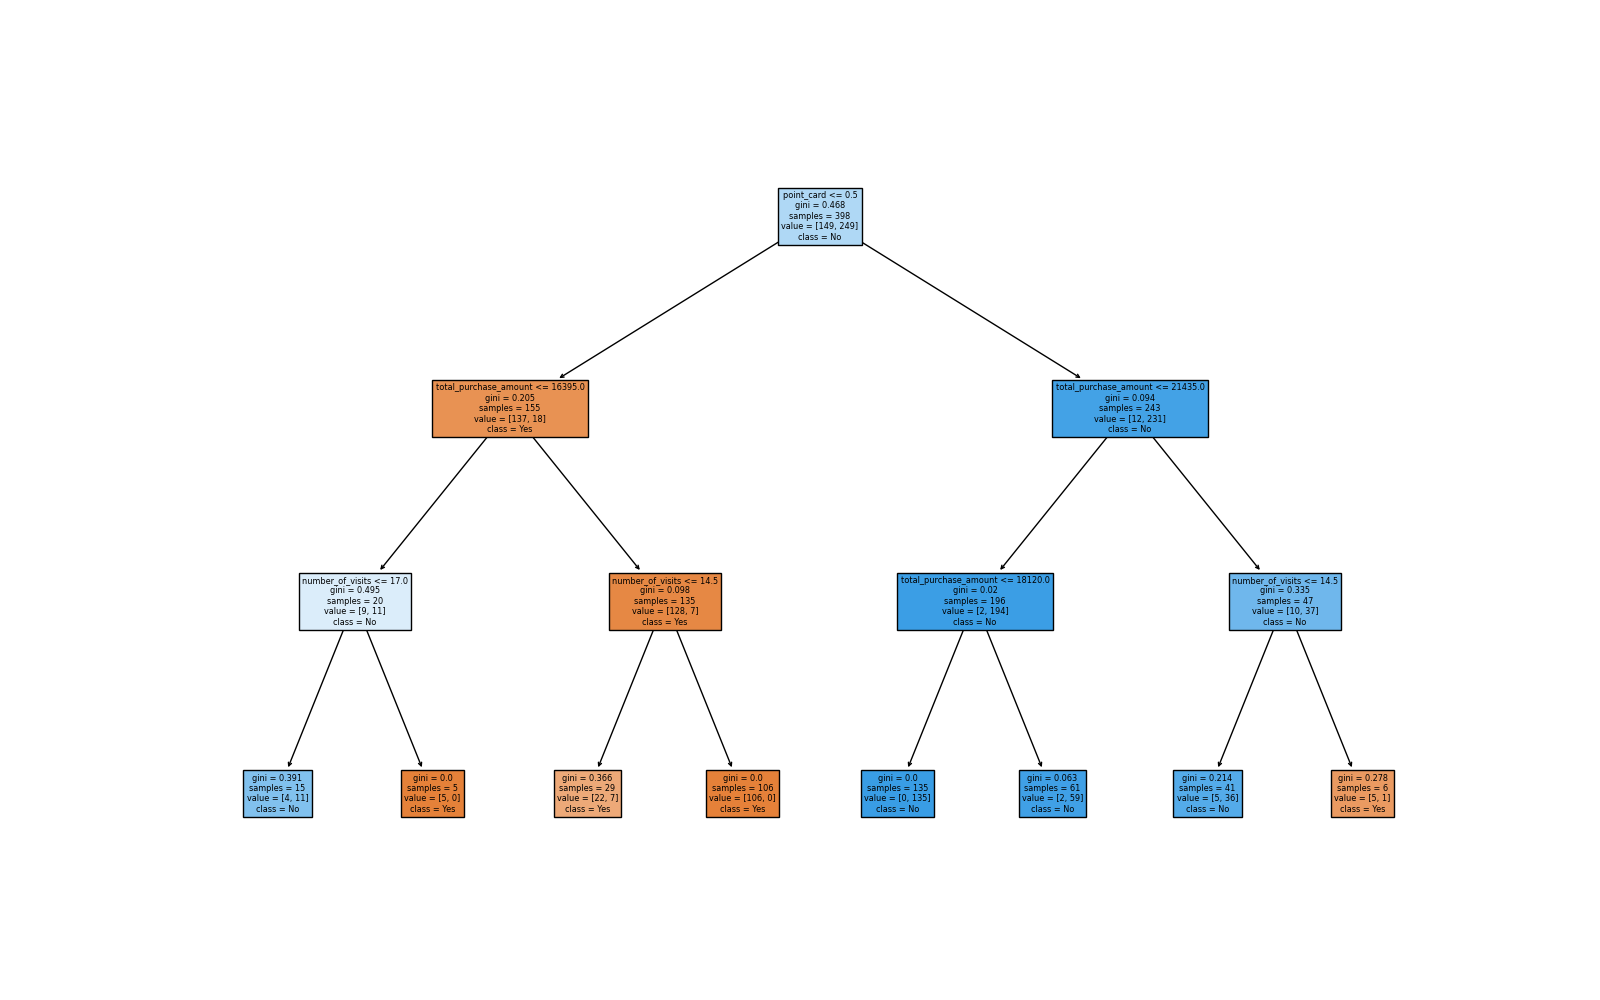 point_card <= 0.5
gini = 0.468
samples = 398
value = [149, 249]
class = No
total_purchase_amount <= 16395.0
gini = 0.205
samples = 155
value = [137, 18]
class = Yes
total_purchase_amount <= 21435.0
gini = 0.094
samples = 243
value = [12, 231]
class = No
number_of_visits <= 17.0
gini = 0.495
samples = 20
value = [9, 11]
class = No
number_of_visits <= 14.5
gini = 0.098
samples = 135
value = [128, 7]
class = Yes
total_purchase_amount <= 18120.0
gini = 0.02
samples = 196
value = [2, 194]
class = No
number_of_visits <= 14.5
gini = 0.335
samples = 47
value = [10, 37]
class = No
gini = 0.391
samples = 15
value = [4, 11]
class = No
gini = 0.0
samples = 5
value = [5, 0]
class = Yes
gini = 0.366
samples = 29
value = [22, 7]
class = Yes
gini = 0.0
samples = 106
value = [106, 0]
class = Yes
gini = 0.0
samples = 135
value = [0, 135]
class = No
gini = 0.063
samples = 61
value = [2, 59]
class = No
gini = 0.214
samples = 41
value = [5, 36]
class = No
gini = 0.278
samples = 6
value = [5, 1]
class = Yes